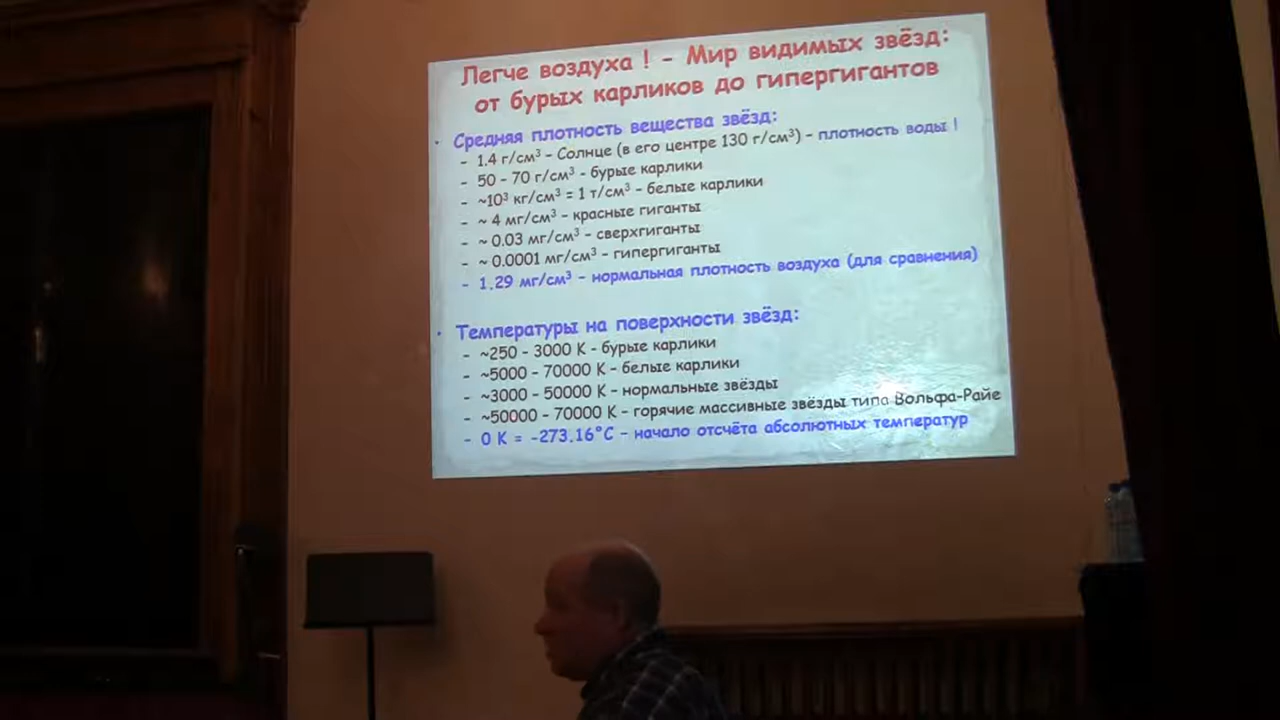 Легче воздуха ! – Мир видимых звёзд:
от бурых карликов до гипергигантов
• Средняя плотность вещества звёзд:
– 1.4 г/см³ – Солнце (в его центре 130 г/см³) – плотность воды !
– 50 – 70 г/см³ – бурые карлики
– ~10³ кг/см³ = 1 т/см³ – белые карлики
– ~ 4 мг/см³ – красные гиганты
– ~ 0.03 мг/см³ – сверхгиганты
– ~ 0.0001 мг/см³ – гипергиганты
– 1.29 мг/см³ – нормальная плотность воздуха (для сравнения)
• Температуры на поверхности звёзд:
– ~250 – 3000 К – бурые карлики
– ~5000 – 70000 К – белые карлики
– ~3000 – 50000 К – нормальные звёзды
– ~50000 – 70000 К – горячие массивные звёзды типа Вольфа-Райе
– 0 К = -273.16°С – начало отсчёта абсолютных температур